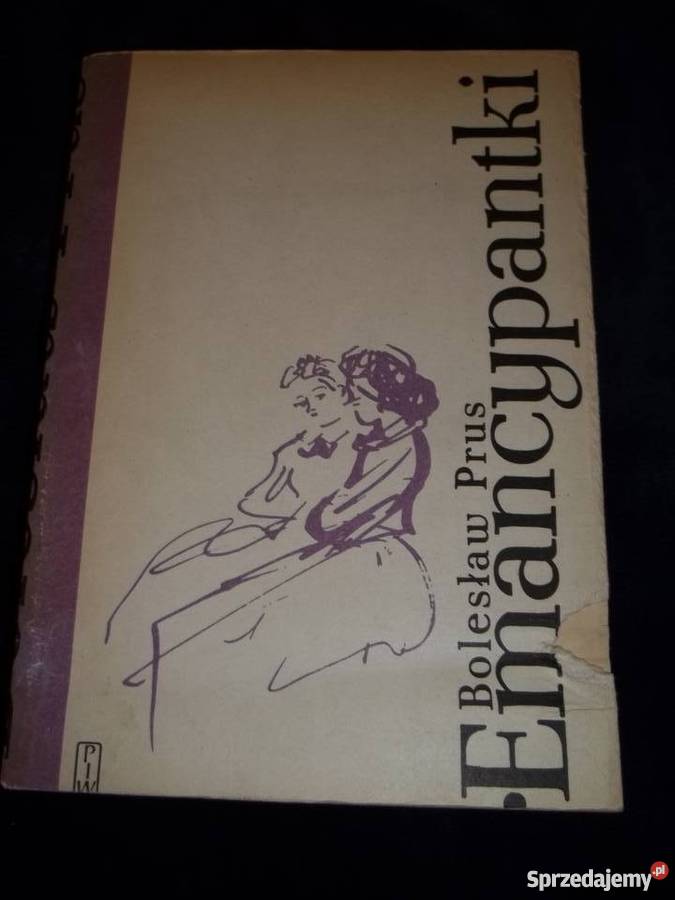 Bolesław Prus
Emancypantki
PIW
Sprzedajemy.pl